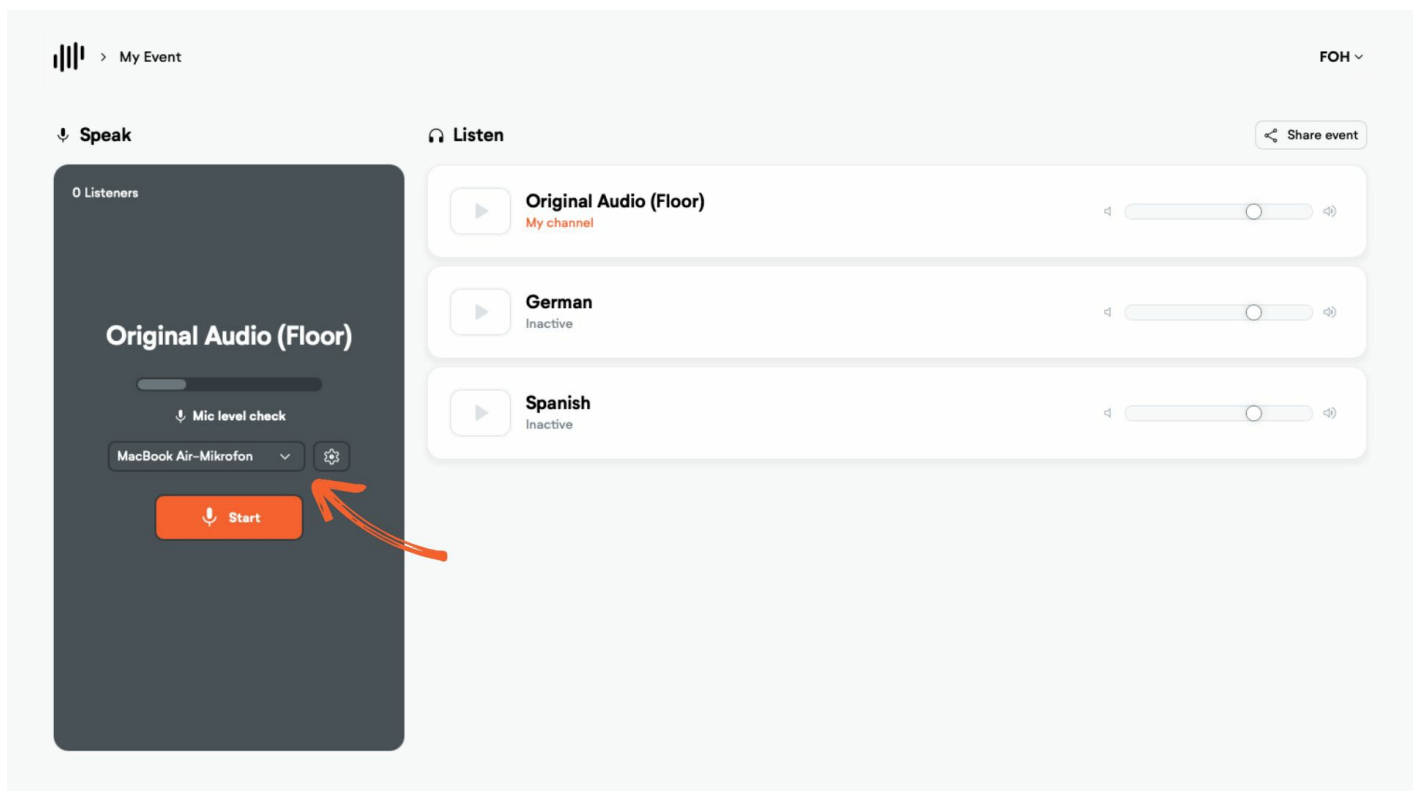 My Event
FOH
Speak
Listen
Share event
0 Listeners
Original Audio (Floor)
Mic level check
MacBook Air-Mikrofon
Start
Original Audio (Floor)
My channel
German
Inactive
Spanish
Inactive